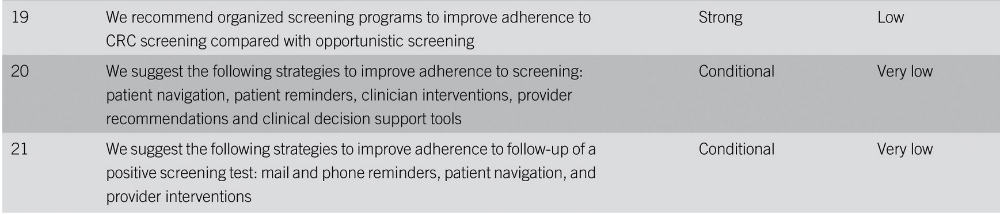 19 We recommend organized screening programs to improve adherence to Strong Low
CRC screening compared with opportunistic screening
20 We suggest the following strategies to improve adherence to screening: Conditional Very low
patient navigation, patient reminders, clinician interventions, provider
recommendations and clinical decision support tools
21 We suggest the following strategies to improve adherence to follow-up of a Conditional Very low
positive screening test: mail and phone reminders, patient navigation, and
provider interventions